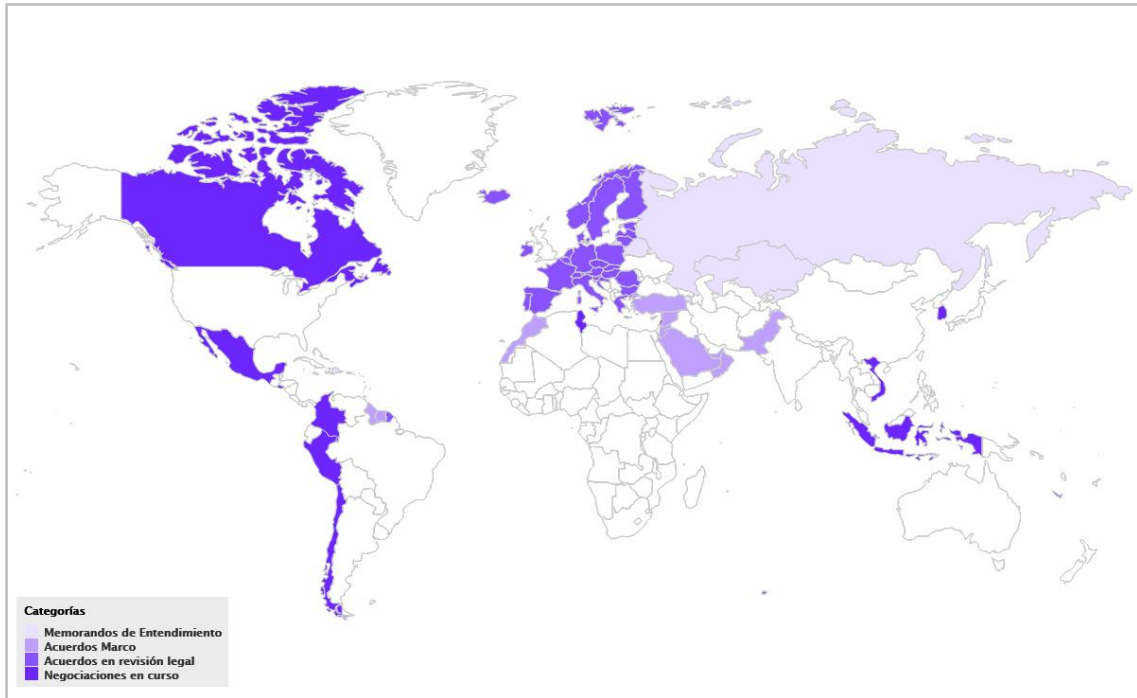 Categorías
Memorandos de Entendimiento
Acuerdos Marco
Acuerdos en revisión legal
Negociaciones en curso